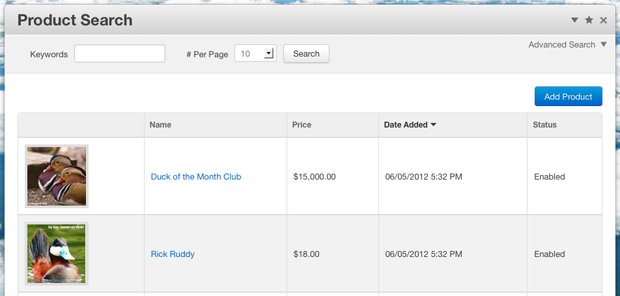 Product Search
Advanced Search
Keywords # Per Page 10 Search
Add Product
Name Price Date Added Status
Duck of the Month Club $15,000.00 06/05/2012 5:32 PM Enabled
Rick Ruddy $18.00 06/05/2012 5:32 PM Enabled